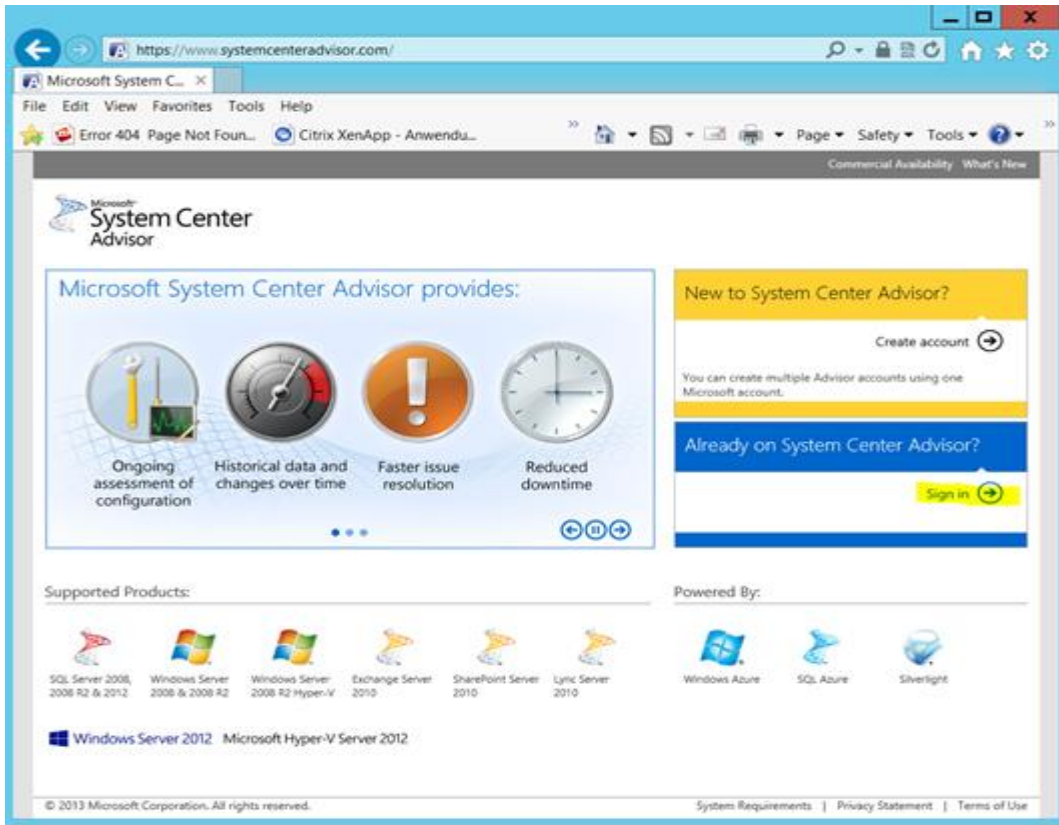 https://www.systemcenteradvisor.com/
Microsoft System C...
File Edit View Favorites Tools Help
Error 404 Page Not Foun... Citrix XenApp - Anwendu... Page Safety Tools
Commercial Availability What's New
Microsoft
System Center
Advisor
Microsoft System Center Advisor provides:
Ongoing
assessment of
configuration
Historical data and
changes over time
Faster issue
resolution
Reduced
downtime
New to System Center Advisor?
Create account
You can create multiple Advisor accounts using one
Microsoft account.
Already on System Center Advisor?
Sign in
Supported Products:
SQL Server 2008,
2008 R2 & 2012
Windows Server
2008 & 2008 R2
Windows Server
2008 R2 Hyper-V
Exchange Server
2010
SharePoint Server
2010
Lync Server
2010
Powered By:
Windows Azure
SQL Azure
Silverlight
Windows Server 2012 Microsoft Hyper-V Server 2012
© 2013 Microsoft Corporation. All rights reserved.
System Requirements | Privacy Statement | Terms of Use